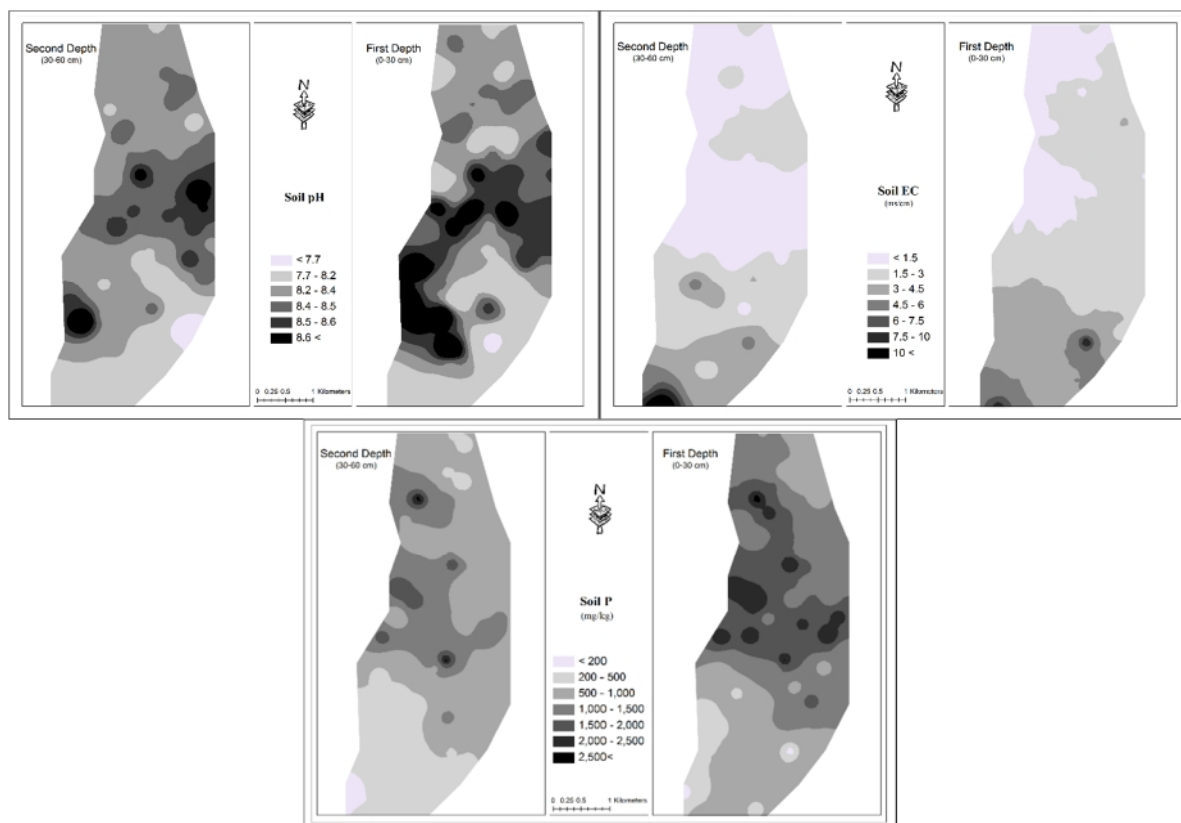 Second Depth
(30-60 cm)
N
Soil pH
< 7.7
7.7 - 8.2
8.2 - 8.4
8.4 - 8.5
8.5 - 8.6
8.6 <
0 0.25 0.5 1 Kilometers
First Depth
(0-30 cm)
Second Depth
(30-60 cm)
N
Soil EC
(ms/cm)
< 1.5
1.5 - 3
3 - 4.5
4.5 - 6
6 - 7.5
7.5 - 10
10 <
0 0.25 0.5 1 Kilometers
First Depth
(0-30 cm)
Second Depth
(30-60 cm)
N
Soil P
(mg/kg)
< 200
200 - 500
500 - 1,000
1,000 - 1,500
1,500 - 2,000
2,000 - 2,500
2,500<
0 0.25 0.5 1 Kilometers
First Depth
(0-30 cm)